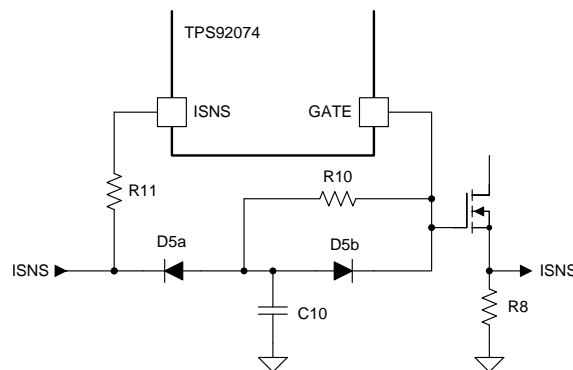 TPS92074
ISNS
GATE
R11
R10
D5a
D5b
ISNS
ISNS
C10
R8